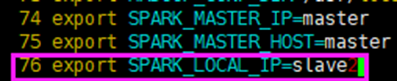 74 export SPARK_MASTER_IP=master
75 export SPARK_MASTER_HOST=master
76 export SPARK_LOCAL_IP=slave2